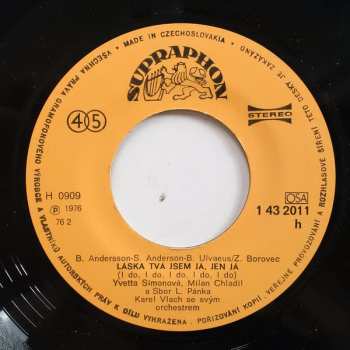 VŠECHNA PRÁVA GRAMOFONOVÉHO VÝROBCE A VLASTNÍKŮ AUTORSKÝCH PRÁV K DÍLU VYHRAŽENA. POŘIZOVÁNÍ KOPIÍ, VEŘEJNÉ PROVOZOVÁNÍ A ROZHLASOVÉ ŠÍŘENÍ TÉTO DESKY JE ZAKÁZÁNO
• MADE IN CZECHOSLOVAKIA •
SUPRAPHON
45
STEREO
H 0909
℗ 1976
76 2
OSA
1 43 2011
h
B. Andersson-S. Anderson-B. Ulvaeus/Z. Borovec
LÁSKA TVÁ JSEM JÁ, JEN JÁ
(I do, I do, I do, I do, I do)
Yvetta Simonová, Milan Chladil
a Sbor L. Pánka
Karel Vlach se svým
orchestrem